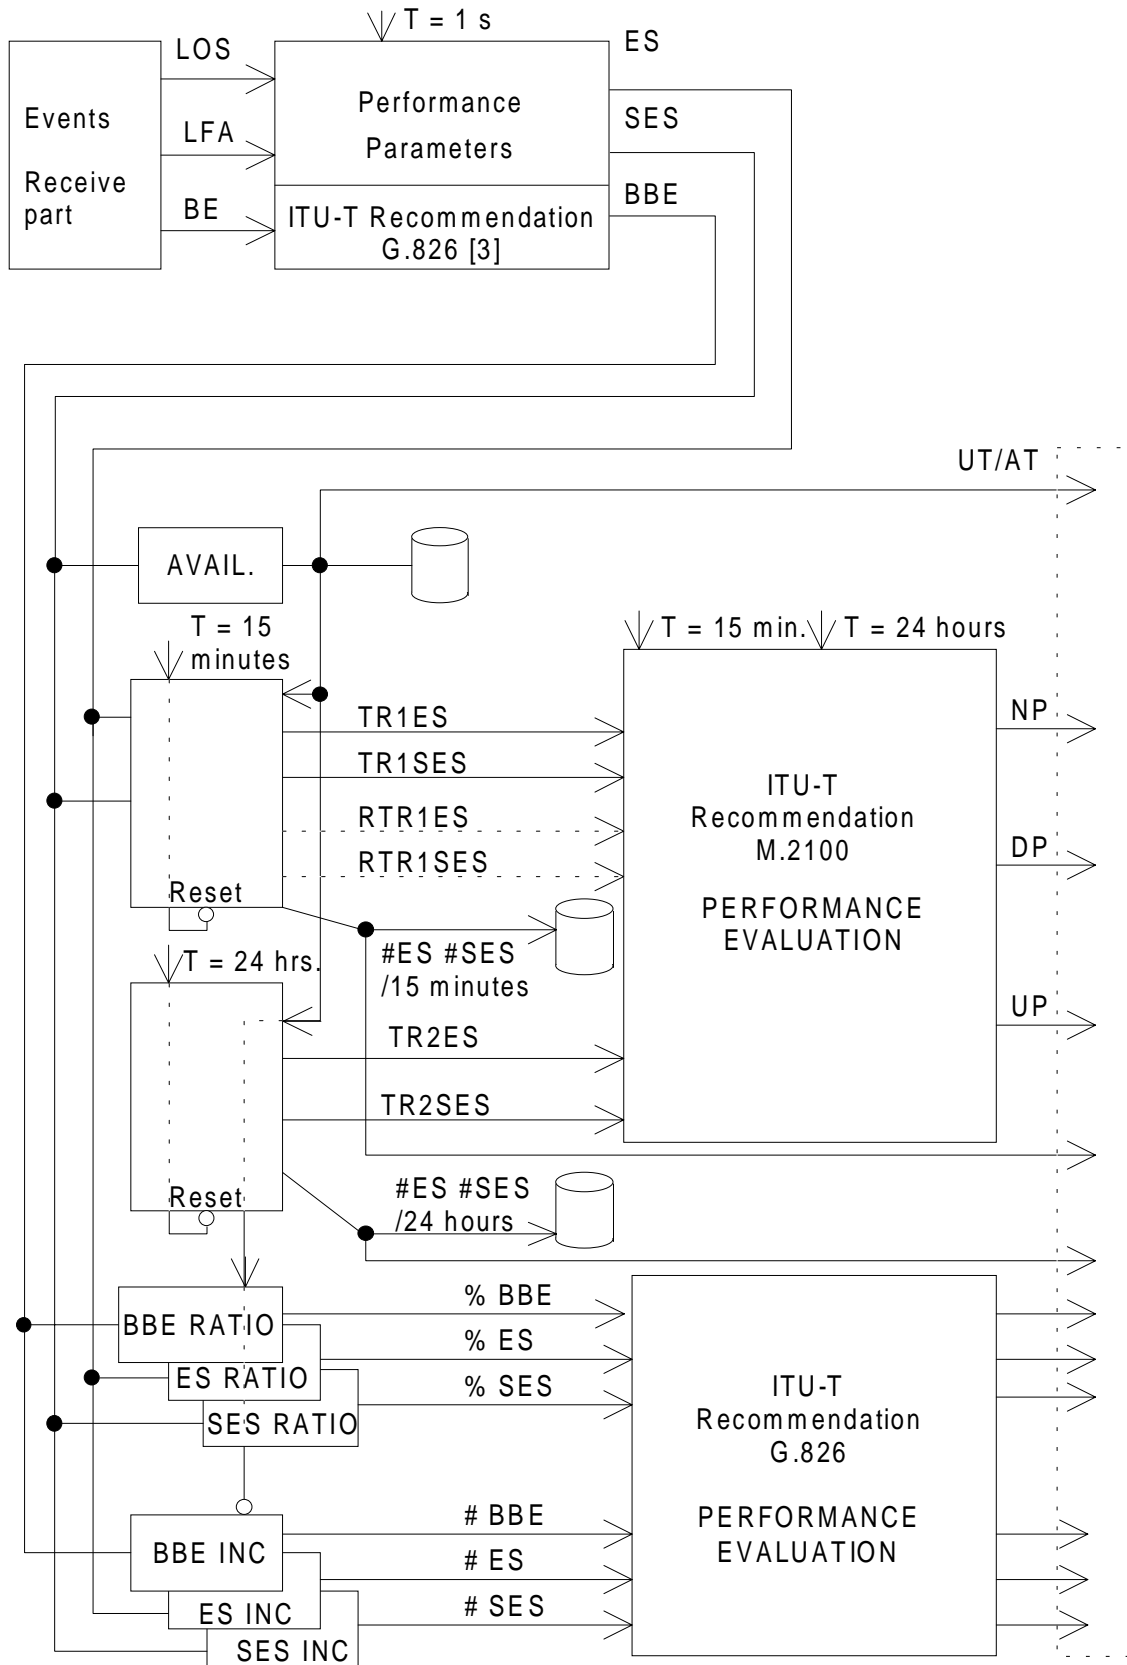 T = 1 s
LOS
LFA
BE
Events
Receive
part
Performance
Parameters
ITU-T Recommendation
G.826 [3]
ES
SES
BBE
UT/AT
AVAIL.
T = 15
minutes
T = 15 min.
T = 24 hours
TR1ES
TR1SES
RTR1ES
RTR1SES
Reset
ITU-T
Recommendation
M.2100
PERFORMANCE
EVALUATION
NP
DP
UP
#ES #SES
/15 minutes
T = 24 hrs.
TR2ES
TR2SES
Reset
#ES #SES
/24 hours
BBE RATIO
ES RATIO
SES RATIO
% BBE
% ES
% SES
ITU-T
Recommendation
G.826
PERFORMANCE
EVALUATION
BBE INC
ES INC
SES INC
# BBE
# ES
# SES